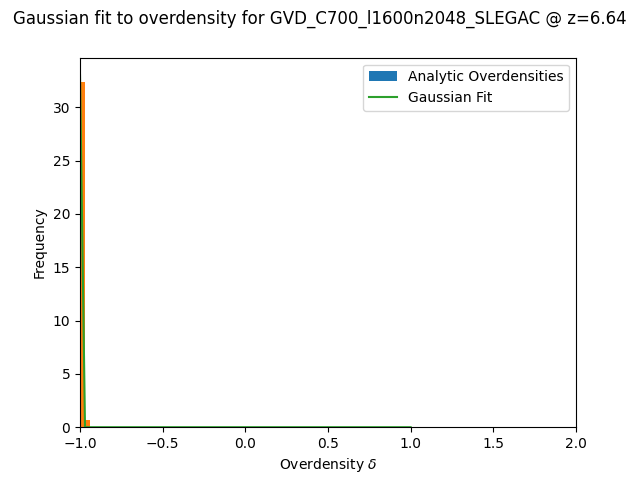 Gaussian fit to overdensity for GVD_C700_l1600n2048_SLEGAC @ z=6.64
Analytic Overdensities
Gaussian Fit
Frequency
30
25
20
15
10
5
0
−1.0 −0.5 0.0 0.5 1.0 1.5 2.0
Overdensity δ